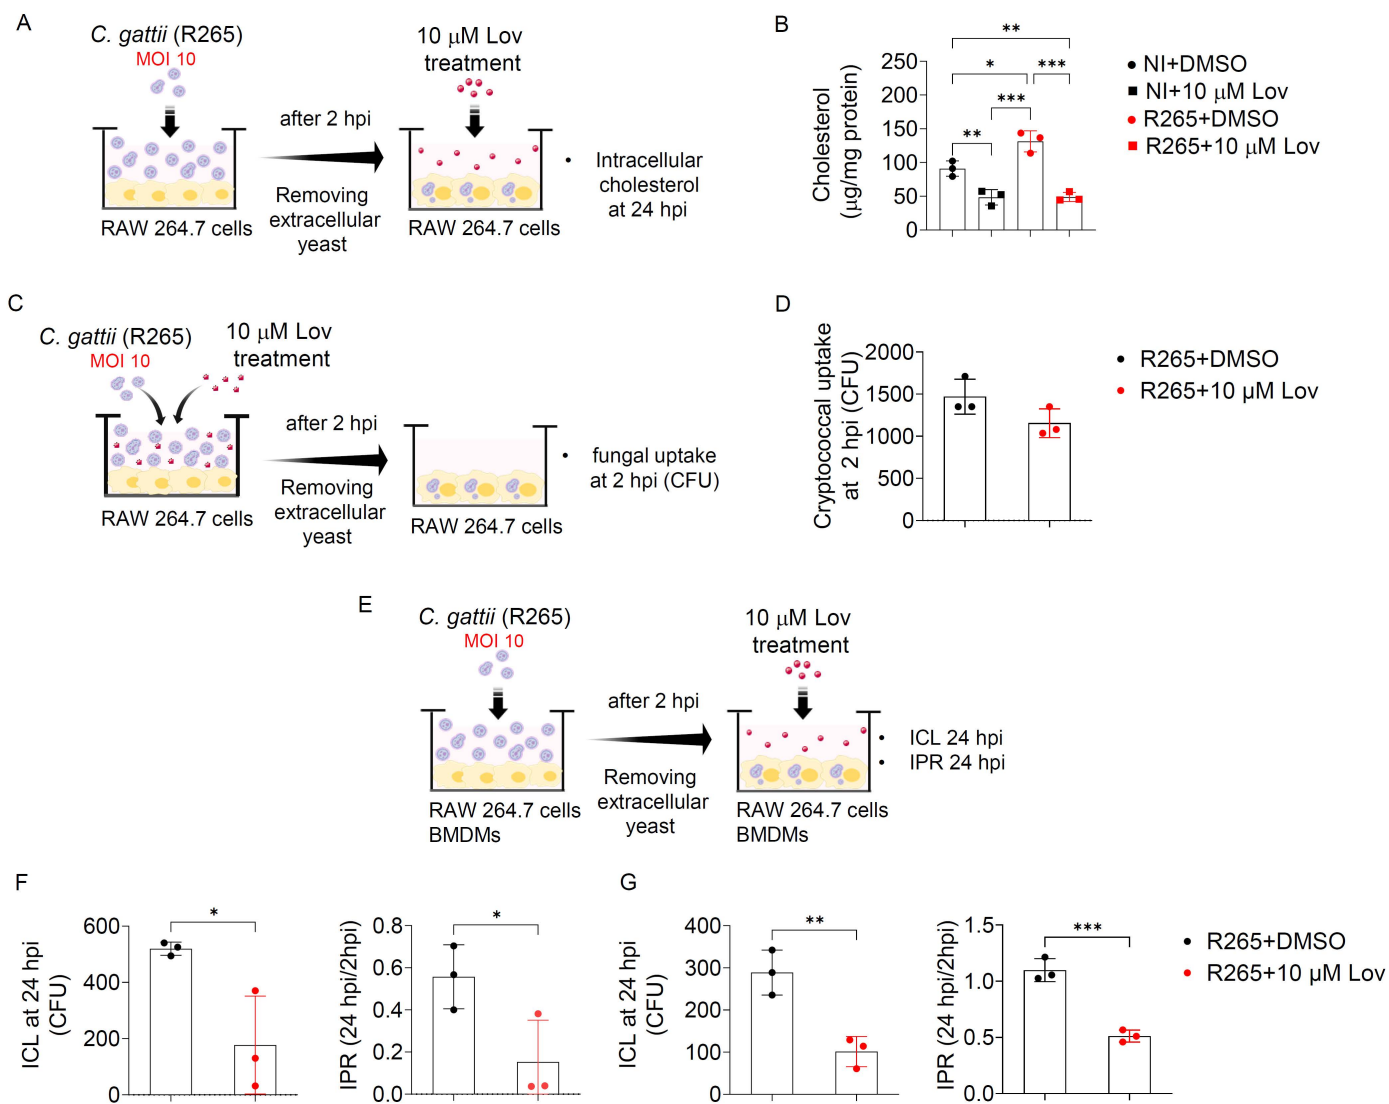 A
C. gattii (R265)
MOI 10
10 μM Lov
treatment
after 2 hpi
Removing
extracellular
yeast
RAW 264.7 cells
RAW 264.7 cells
• Intracellular
cholesterol
at 24 hpi
B
Cholesterol
(μg/mg protein)
250
200
150
100
50
0
**
*
***
***
**
NI+DMSO
NI+10 μM Lov
R265+DMSO
R265+10 μM Lov
C
C. gattii (R265)
MOI 10
10 μM Lov
treatment
after 2 hpi
Removing
extracellular
yeast
RAW 264.7 cells
RAW 264.7 cells
• fungal uptake
at 2 hpi (CFU)
D
Cryptococcal uptake
at 2 hpi (CFU)
2000
1500
1000
500
0
R265+DMSO
R265+10 μM Lov
E
C. gattii (R265)
MOI 10
10 μM Lov
treatment
after 2 hpi
Removing
extracellular
yeast
RAW 264.7 cells
BMDMs
RAW 264.7 cells
BMDMs
• ICL 24 hpi
• IPR 24 hpi
F
ICL at 24 hpi
(CFU)
600
400
200
0
*
IPR (24 hpi/2hpi)
0.8
0.6
0.4
0.2
0.0
*
G
ICL at 24 hpi
(CFU)
400
300
200
100
0
**
IPR (24 hpi/2hpi)
1.5
1.0
0.5
0.0
***
R265+DMSO
R265+10 μM Lov